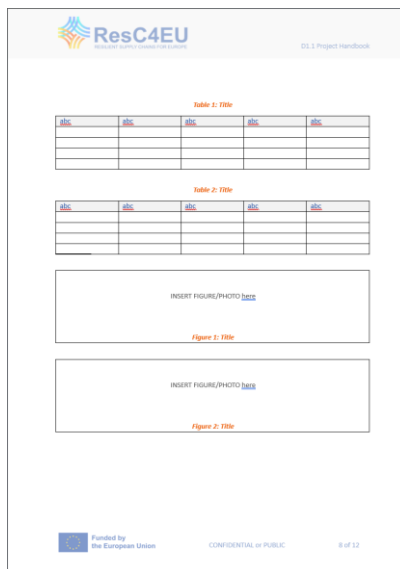 ResC4EU
RESILIENT SUPPLY CHAINS FOR EUROPE
D1.1 Project Handbook
Table 1: Title
abc abc abc abc abc
Table 2: Title
abc abc abc abc abc
INSERT FIGURE/PHOTO here
Figure 1: Title
INSERT FIGURE/PHOTO here
Figure 2: Title
Funded by
the European Union
CONFIDENTIAL or PUBLIC
8 of 12